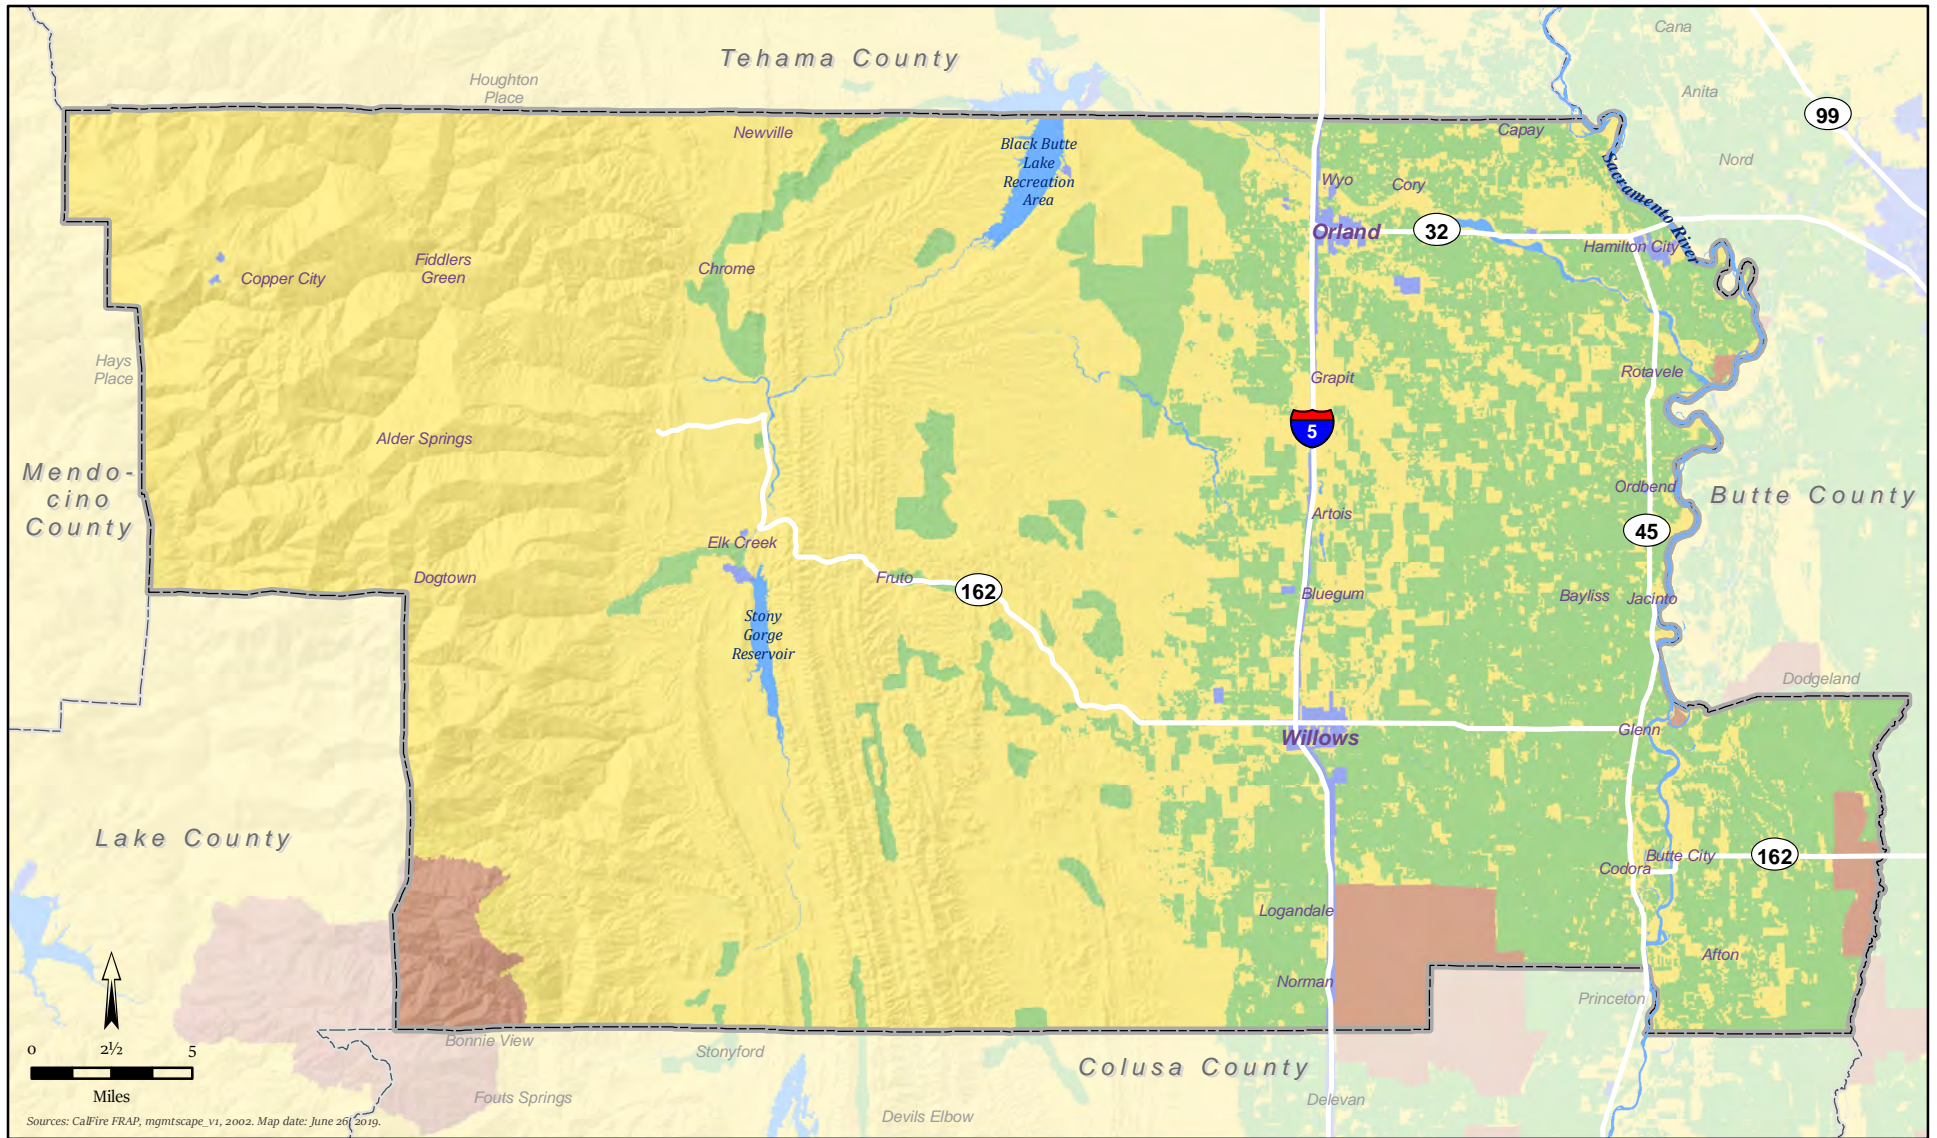 Cana
Tehama County
Houghton
Place
Anita
99
Newville
Capay
Black Butte
Lake
Recreation
Area
Nord
Sacramento River
Wyo
Cory
Orland
32
Hamilton City
Fiddlers
Green
Chrome
Copper City
Hays
Place
Rotavele
Grapit
5
Alder Springs
Mendo-
cino
County
Ordbend
Butte County
Artois
45
Elk Creek
Dogtown
Fruto
162
Bluegum
Bayliss
Jacinto
Stony
Gorge
Reservoir
Dodgeland
Glenn
Willows
Lake County
Butte City
162
Codora
Logandale
Afton
Norman
Princeton
Bonnie View
Stonyford
Colusa County
0
2½
5
Miles
Fouts Springs
Delevan
Devils Elbow
Sources: CalFire FRAP, mgmtscape_v1, 2002. Map date: June 26, 2019.